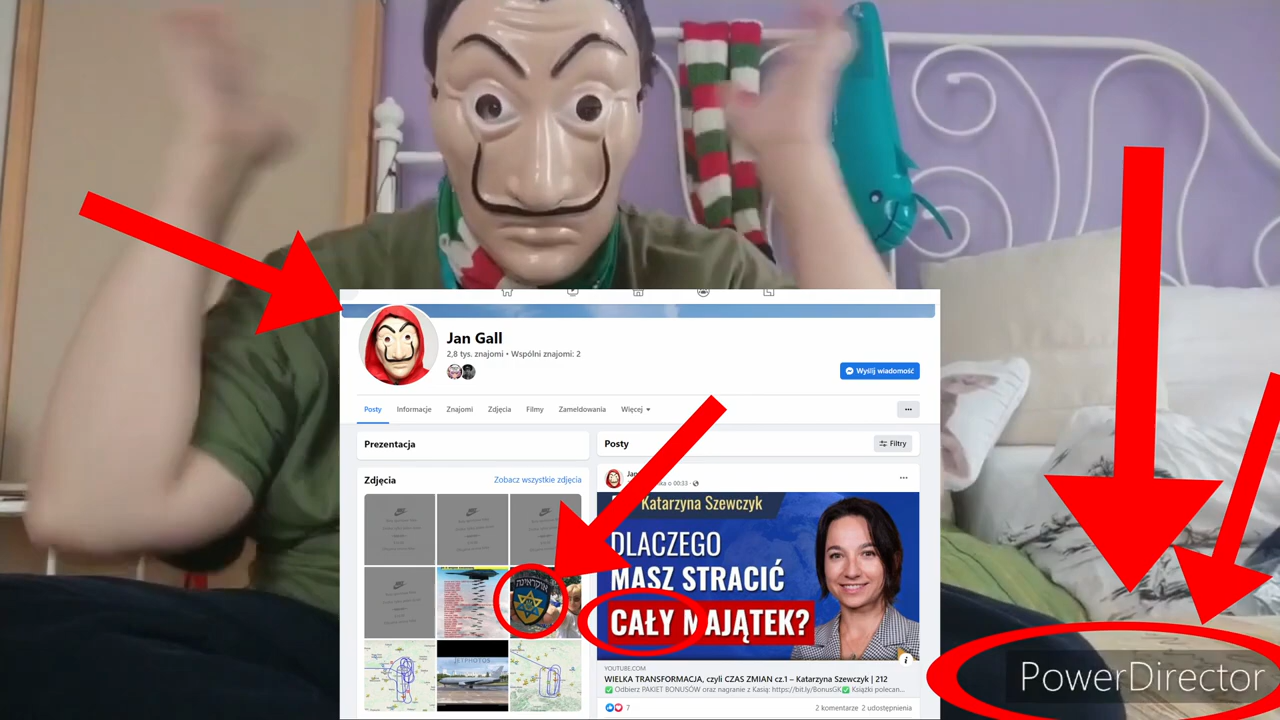 Jan Gall
2,8 tys. znajomi • Wspólni znajomi: 2
Wyślij wiadomość
Posty Informacje Znajomi Zdjęcia Filmy Zameldowania Więcej
Prezentacja
Posty
Filtry
Zdjęcia
Zobacz wszystkie zdjęcia
o 00:33 ·
Katarzyna Szewczyk
DLACZEGO
MASZ STRACIĆ
CAŁY MAJĄTEK?
JETPHOTOS
YOUTUBE.COM
WIELKA TRANSFORMACJA, czyli CZAS ZMIAN cz.1 – Katarzyna Szewczyk | 212
✅ Odbierz PAKIET BONUSÓW oraz nagranie z Kasią: https://bit.ly/BonusGK✅ Książki polecan...
7
2 komentarze 2 udostępnienia
PowerDirector